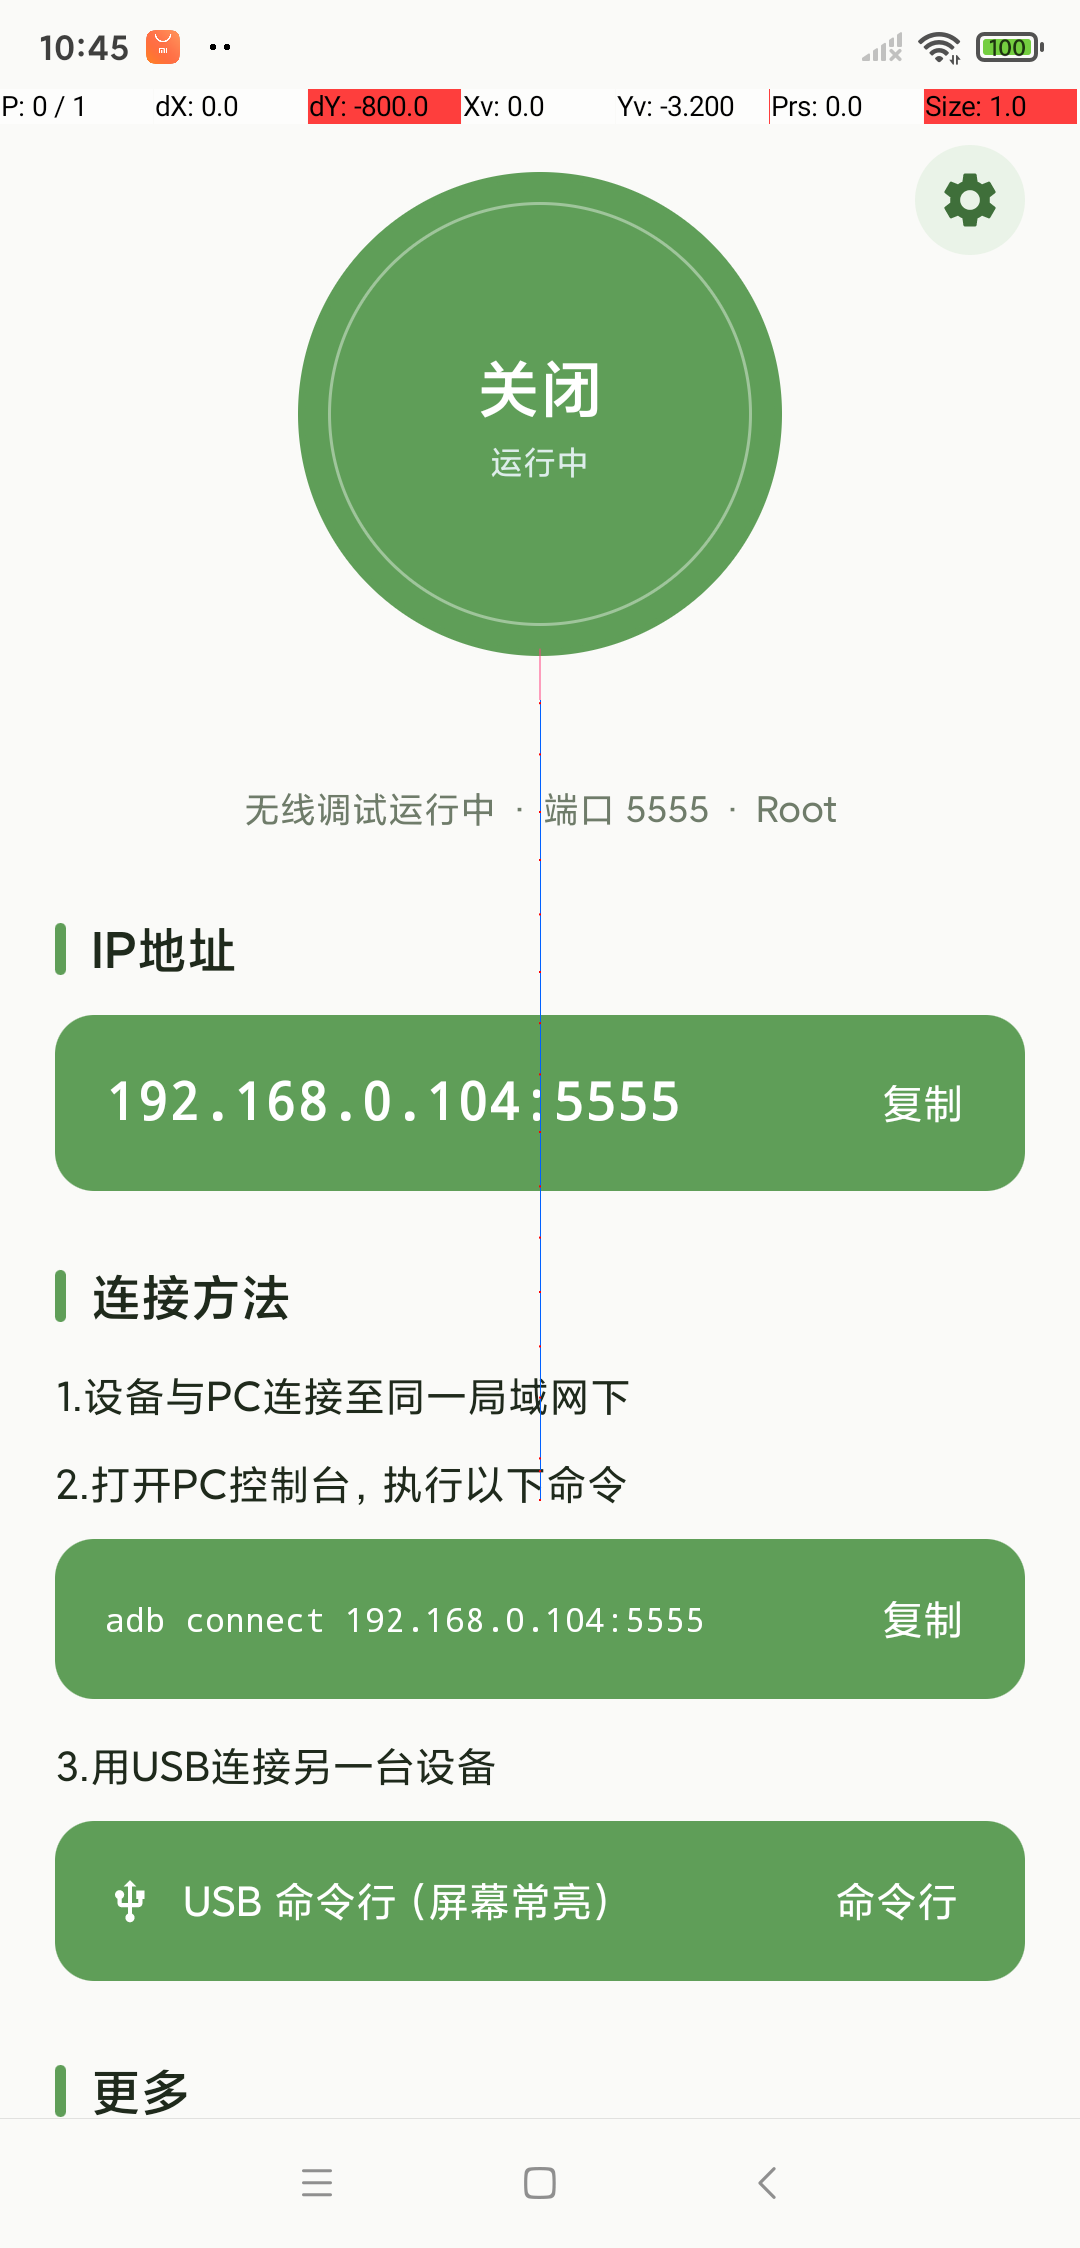 10:45
100
P: 0 / 1 dX: 0.0 dY: -800.0 Xv: 0.0 Yv: -3.200 Prs: 0.0 Size: 1.0
关闭
运行中
无线调试运行中 · 端口 5555 · Root
IP地址
192.168.0.104:5555 复制
连接方法
1.设备与PC连接至同一局域网下
2.打开PC控制台，执行以下命令
adb connect 192.168.0.104:5555 复制
3.用USB连接另一台设备
USB 命令行（屏幕常亮） 命令行
更多